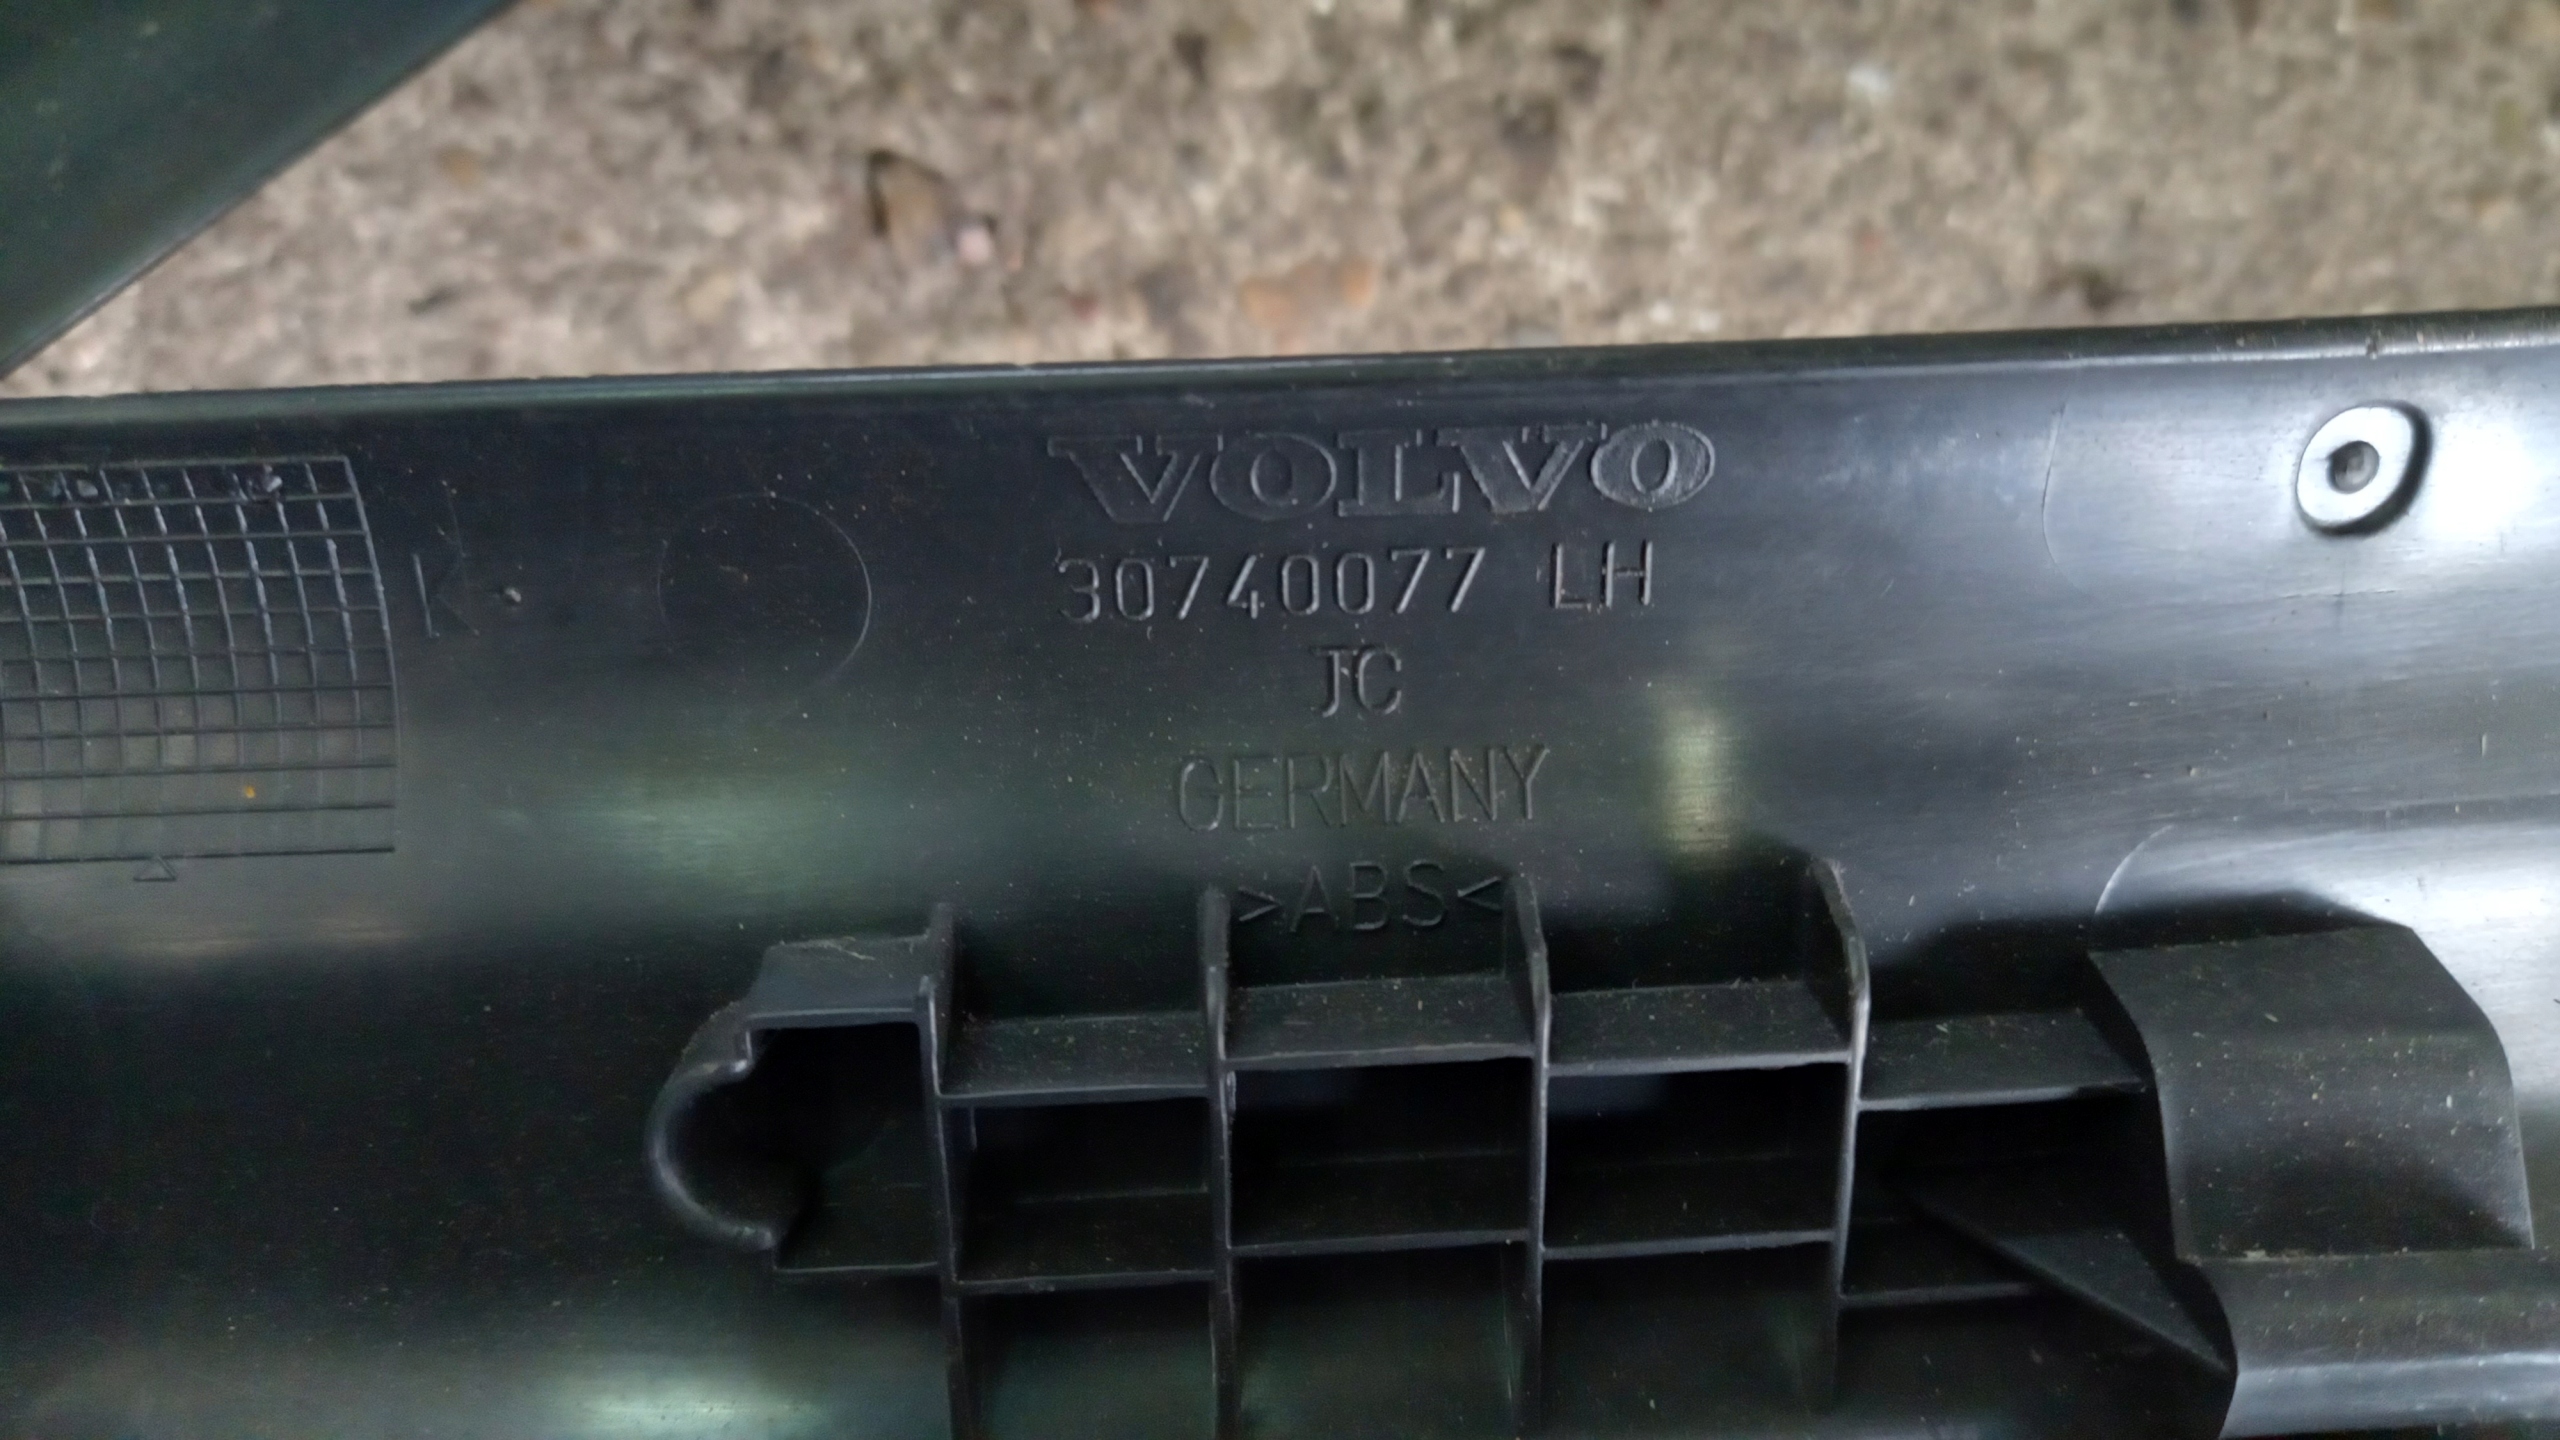 VOLVO
30740077 LH
JC
GERMANY
>ABS<